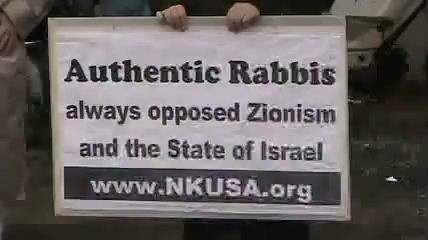 Authentic Rabbis
always opposed Zionism
and the State of Israel
www.NKUSA.org